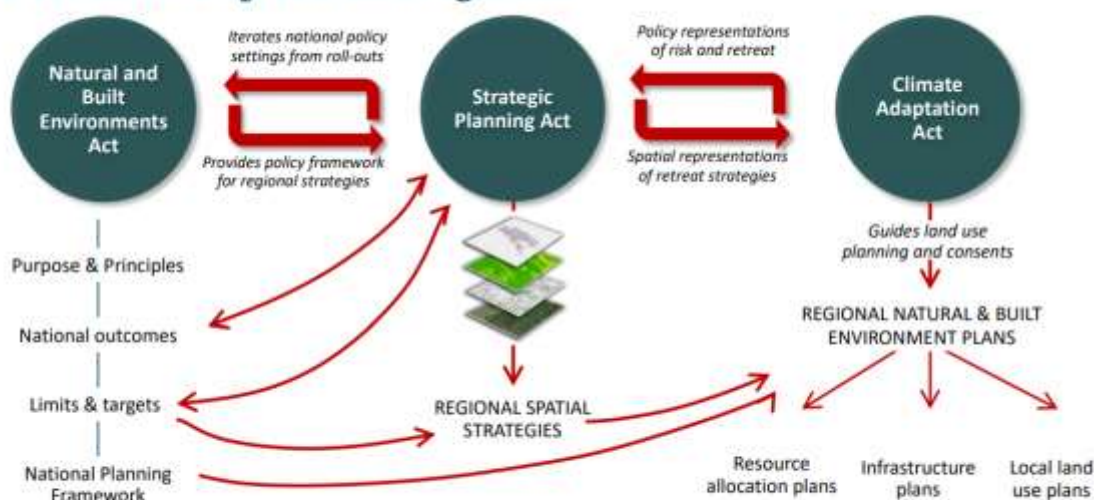 Natural and
Built
Environments
Act
Iterates national policy
settings from roll-outs
Provides policy framework
for regional strategies
Strategic
Planning Act
Policy representations
of risk and retreat
Spatial representations
of retreat strategies
Climate
Adaptation
Act
Guides land use
planning and consents
Purpose & Principles
National outcomes
Limits & targets
National Planning
Framework
REGIONAL SPATIAL
STRATEGIES
REGIONAL NATURAL & BUILT
ENVIRONMENT PLANS
Resource
allocation plans
Infrastructure
plans
Local land
use plans